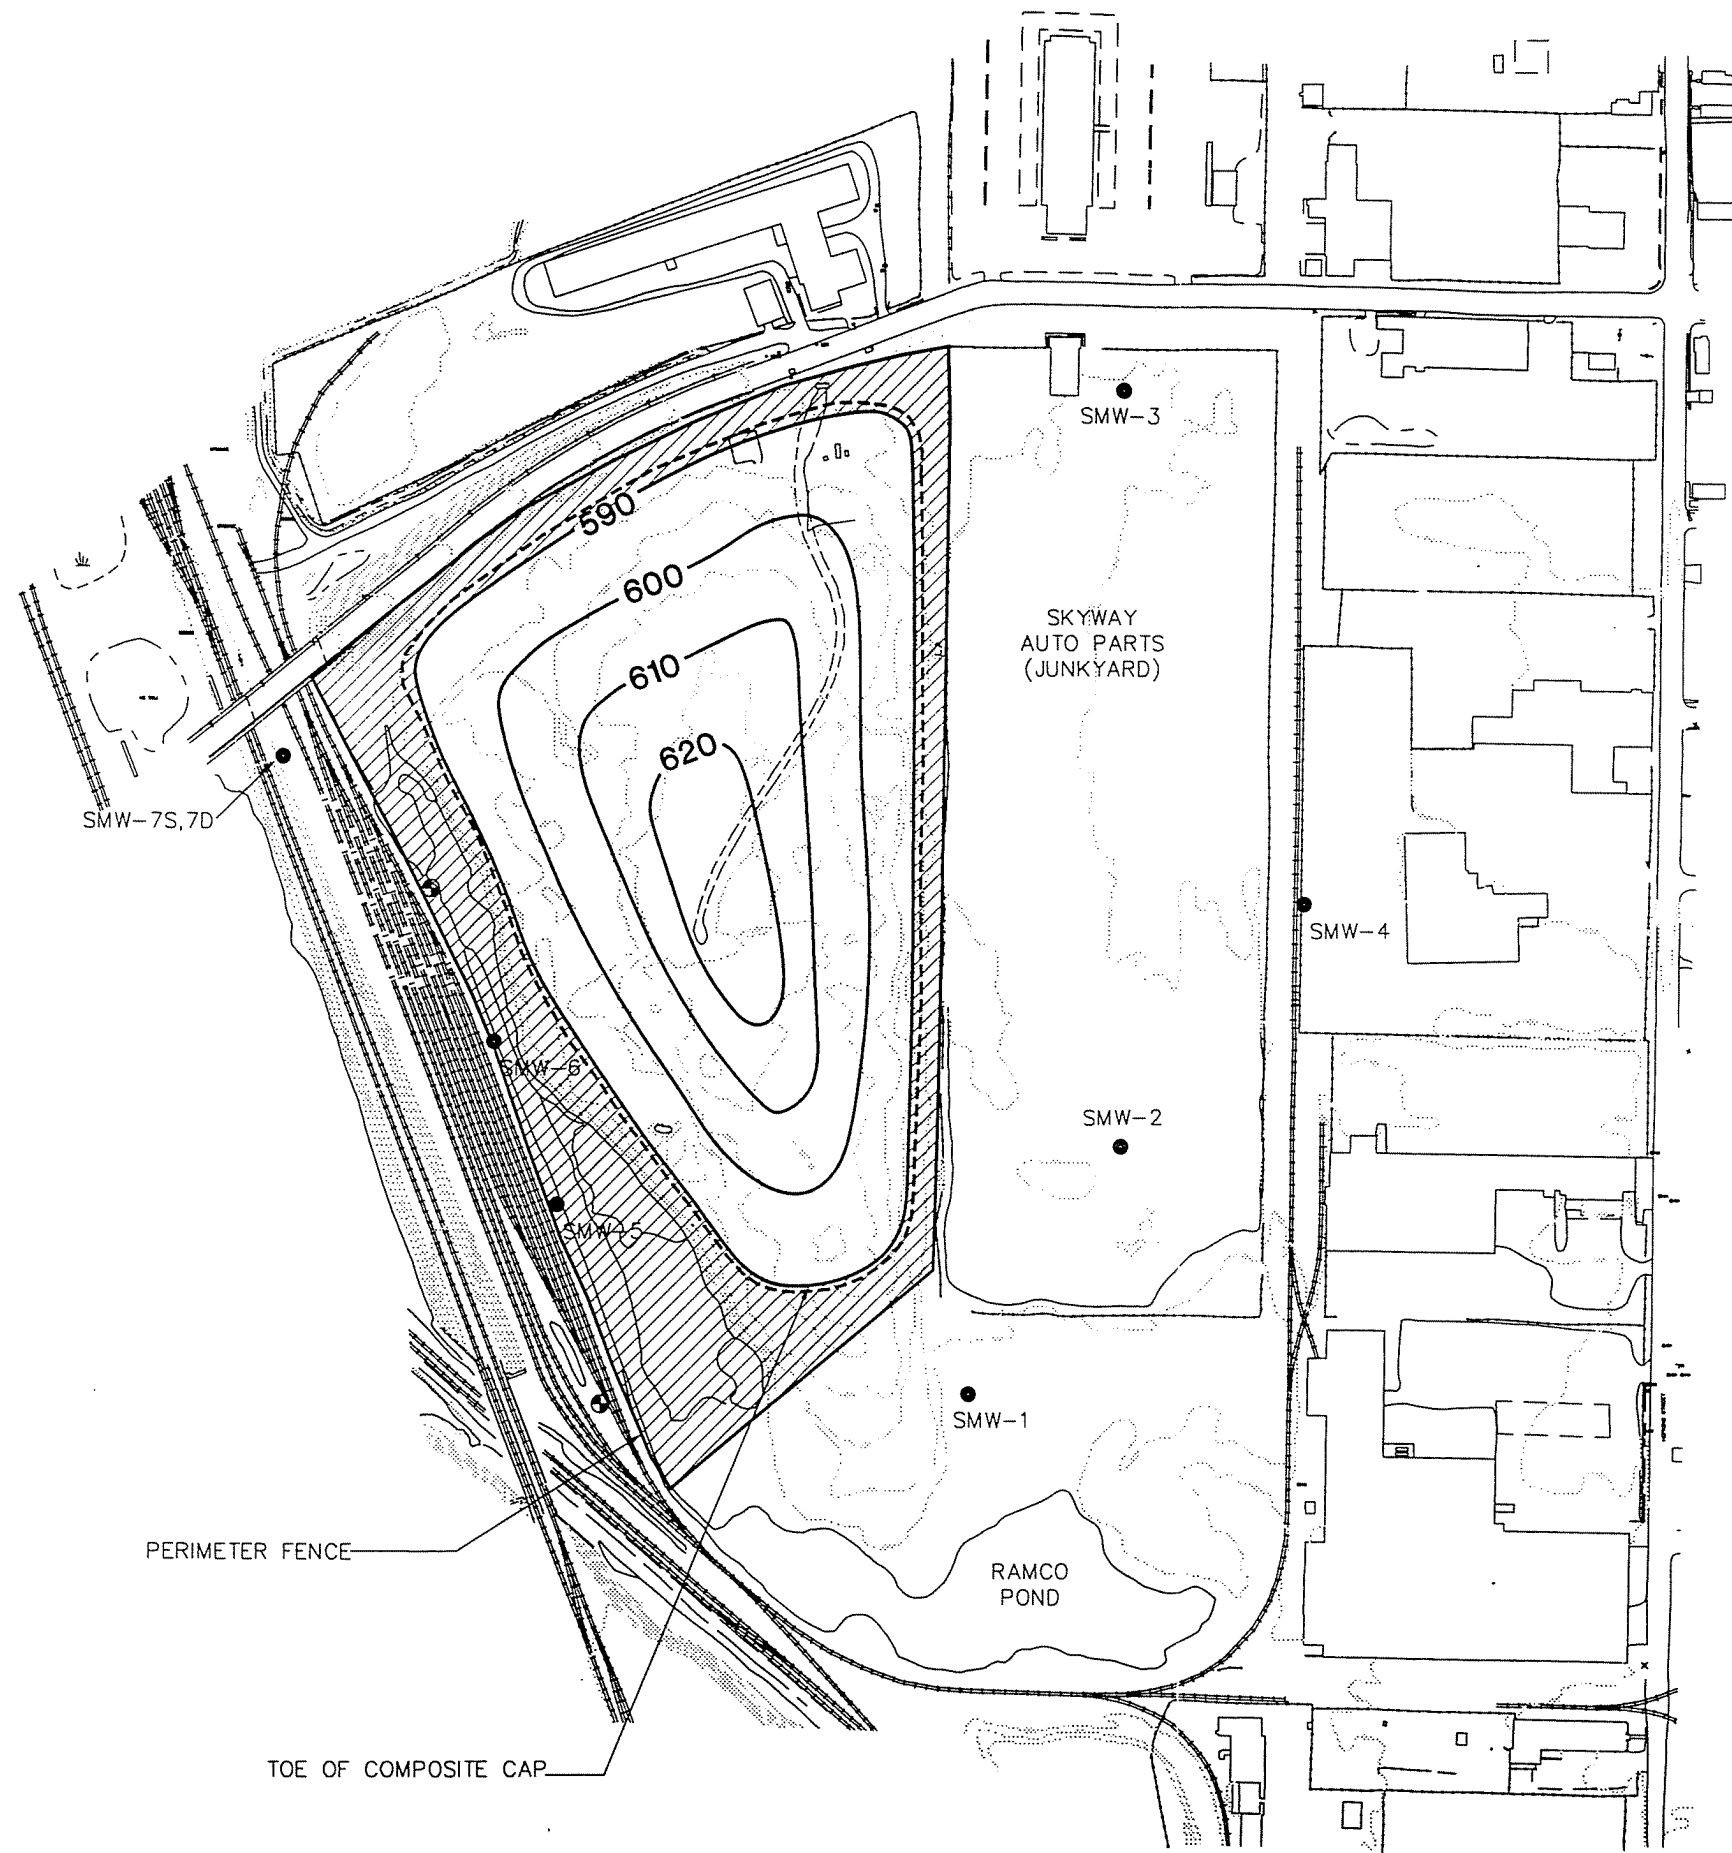 SMW-3
590
600
SKYWAY
AUTO PARTS
(JUNKYARD)
610
620
SMW-7S,7D
SMW-4
SMW-6
SMW-2
SMW-5
SMW-1
PERIMETER FENCE
RAMCO
POND
TOE OF COMPOSITE CAP